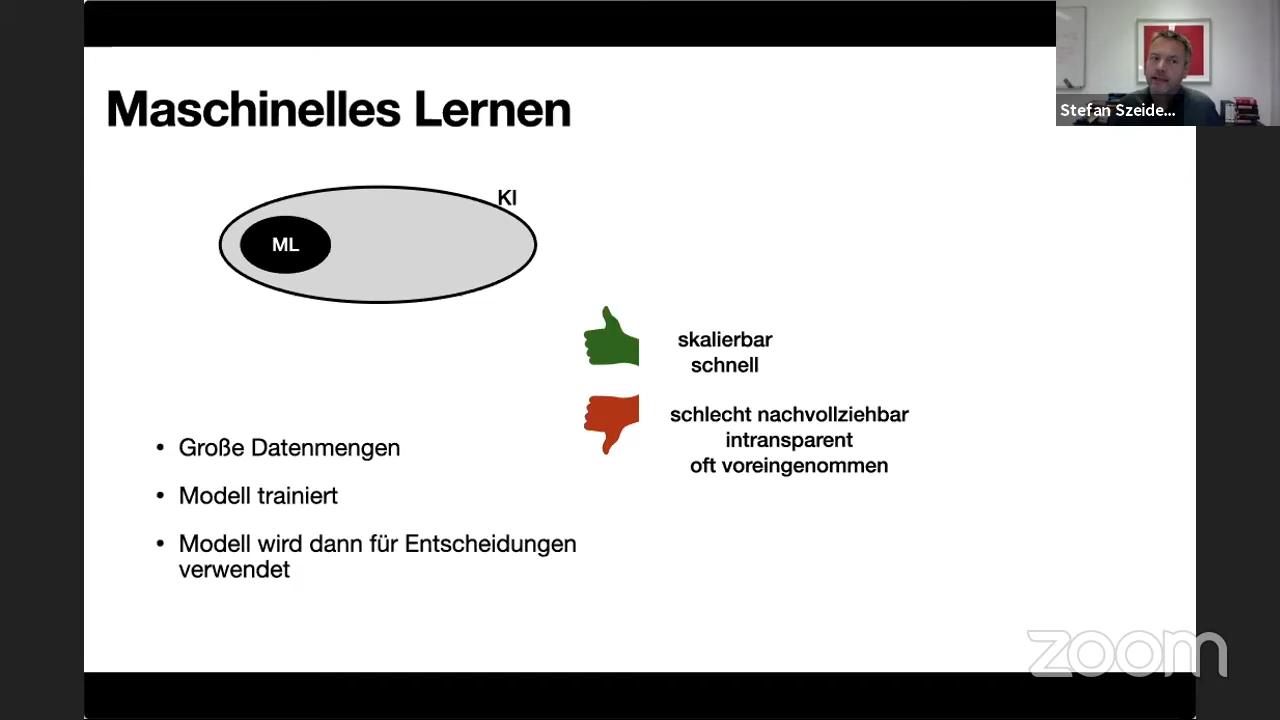 Maschinelles Lernen
Stefan Szeide...
KI
ML
skalierbar
schnell
schlecht nachvollziehbar
intransparent
oft voreingenommen
• Große Datenmengen
• Modell trainiert
• Modell wird dann für Entscheidungen
verwendet
zoom